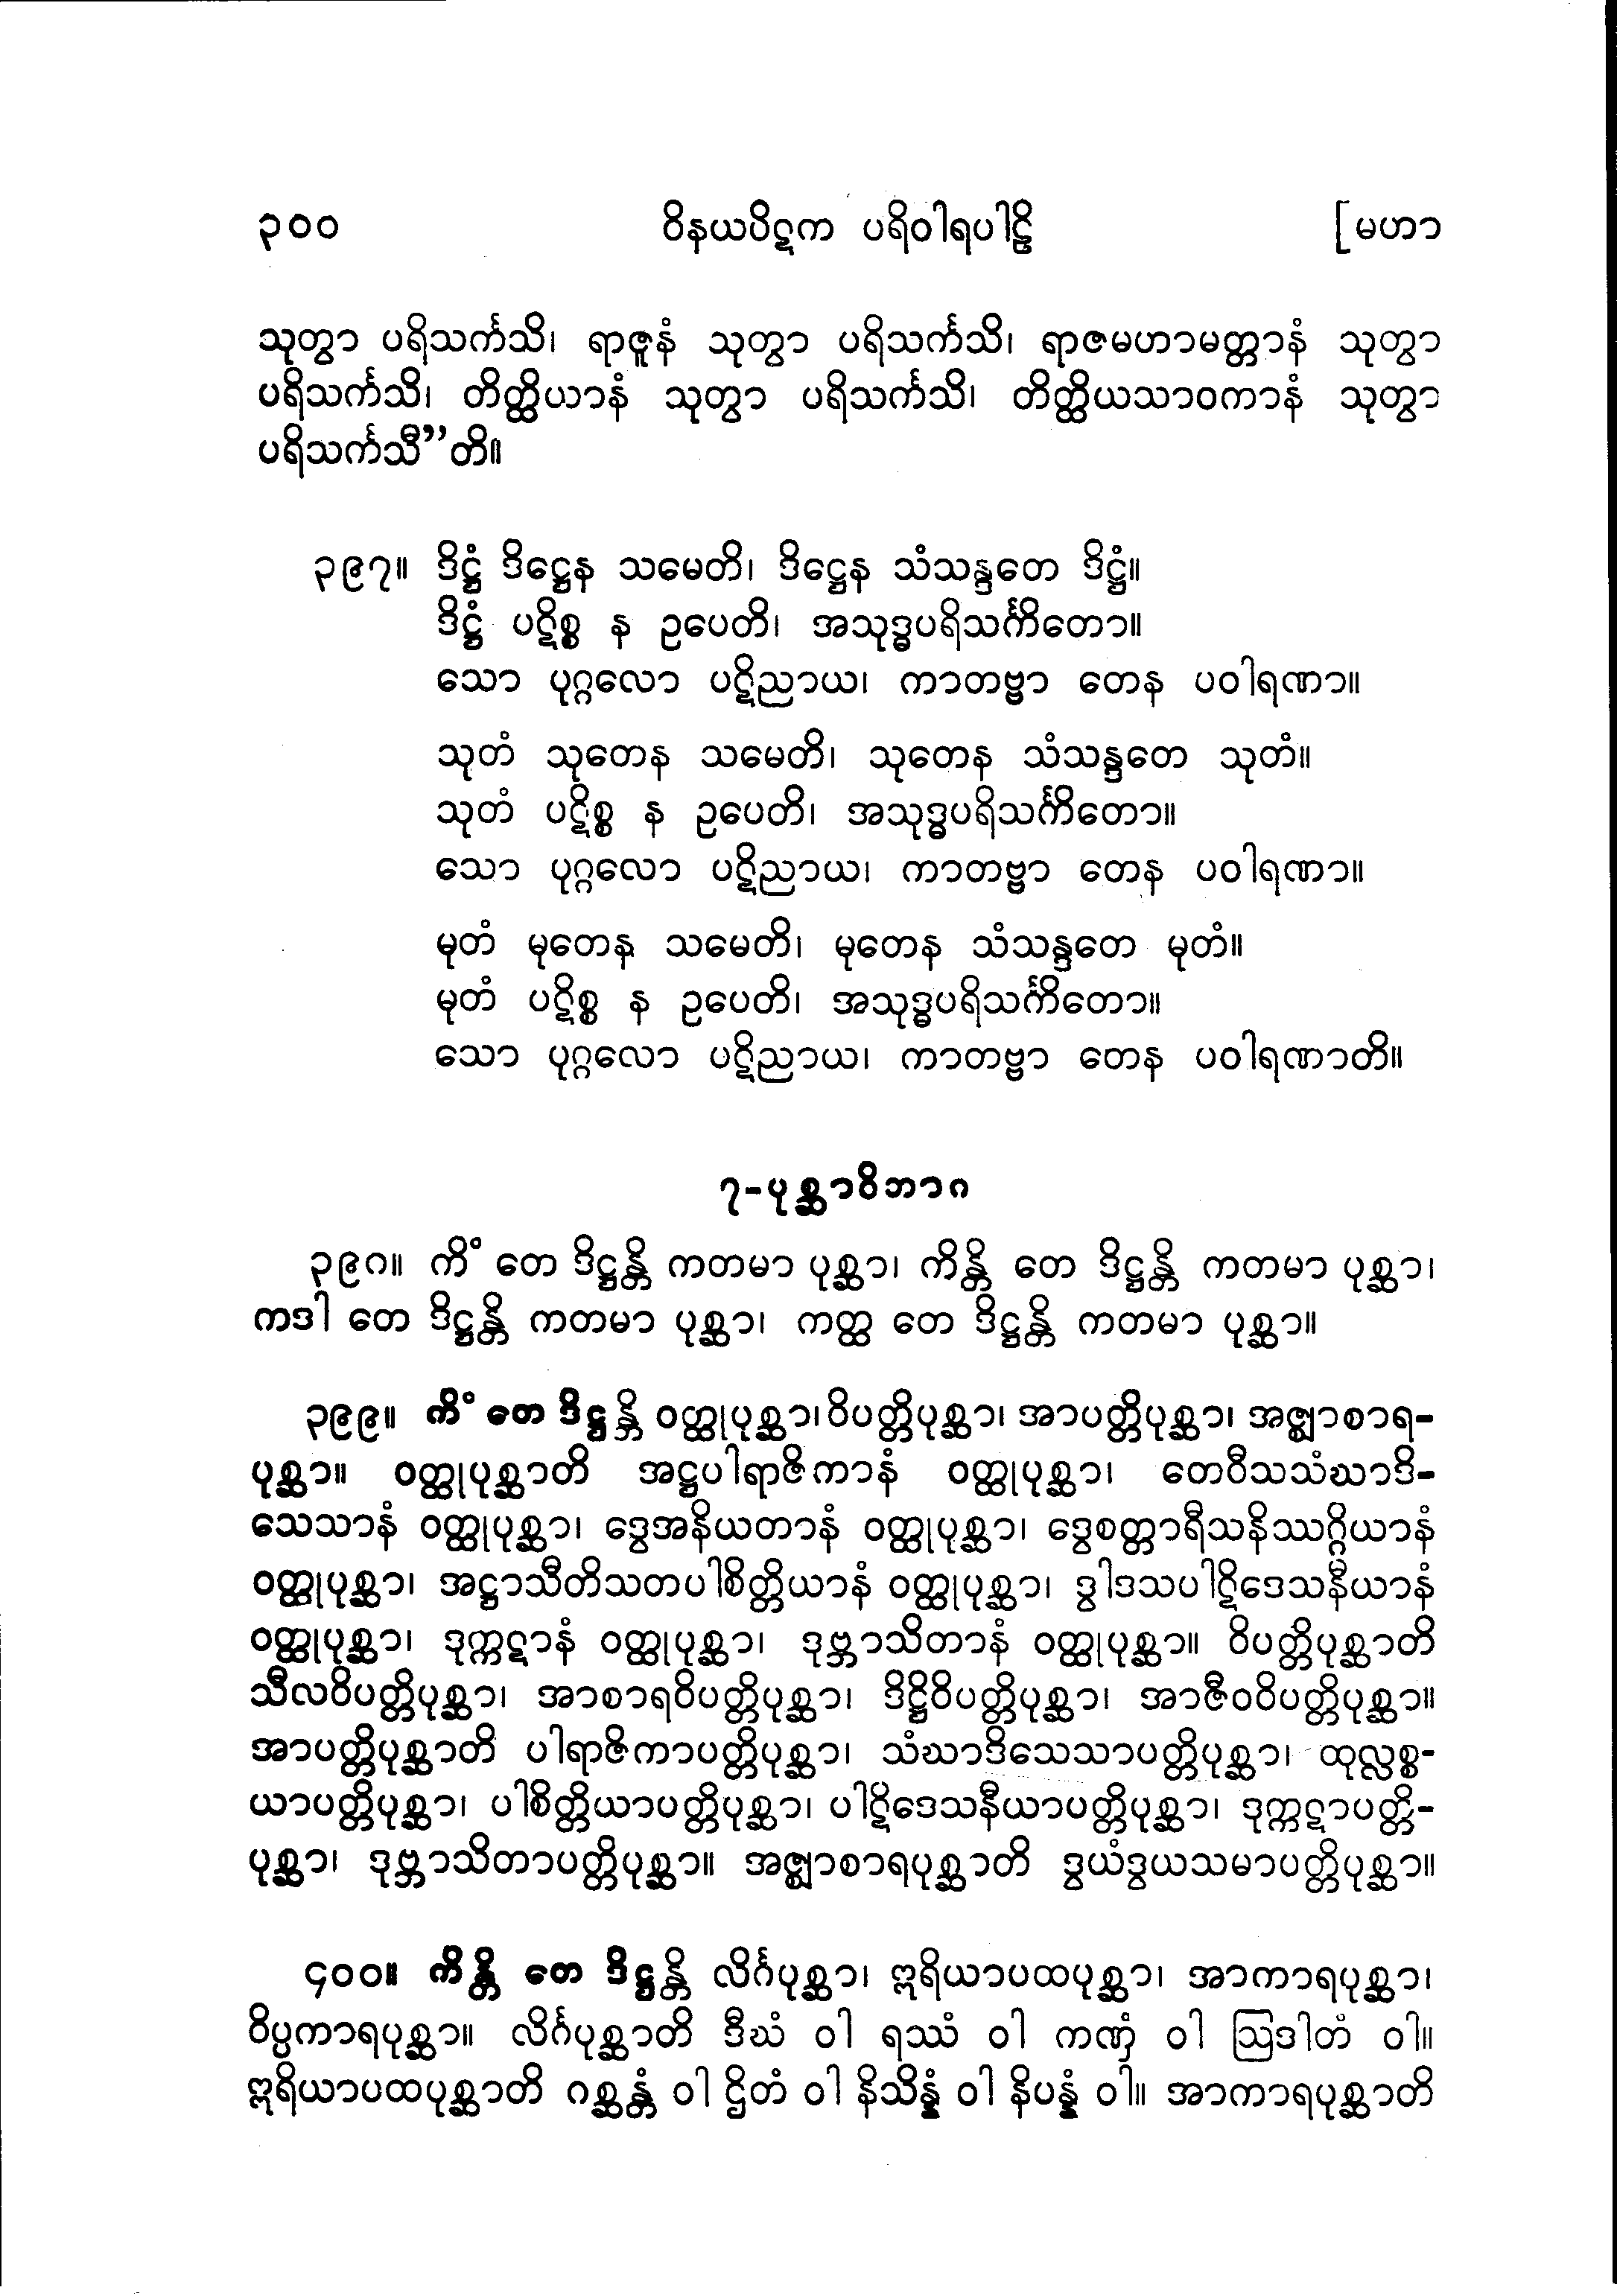 ၃၀၀ ဝိနယပိဋက ပရိဝါရပါဠိ [မဟာ
သုတွာ ပရိသင်္ကသိ၊ ရာဇူနံ သုတွာ ပရိသင်္ကသိ၊ ရာဇမဟာမတ္တာနံ သုတွာ
ပရိသင်္ကသိ၊ တိတ္ထိယာနံ သုတွာ ပရိသင်္ကသိ၊ တိတ္ထိယသာဝကာနံ သုတွာ
ပရိသင်္ကသီ”တိ။
၃၉၇။ ဒိဋ္ဌံ ဒိဋ္ဌေန သမေတိ၊ ဒိဋ္ဌေန သံသန္ဒတေ ဒိဋ္ဌံ။
ဒိဋ္ဌံ ပဋိစ္စ န ဥပေတိ၊ အသုဒ္ဓပရိသင်္ကိတော။
သော ပုဂ္ဂလော ပဋိညာယ၊ ကာတဗ္ဗာ တေန ပဝါရဏာ။
သုတံ သုတေန သမေတိ၊ သုတေန သံသန္ဒတေ သုတံ။
သုတံ ပဋိစ္စ န ဥပေတိ၊ အသုဒ္ဓပရိသင်္ကိတော။
သော ပုဂ္ဂလော ပဋိညာယ၊ ကာတဗ္ဗာ တေန ပဝါရဏာ။
မုတံ မုတေန သမေတိ၊ မုတေန သံသန္ဒတေ မုတံ။
မုတံ ပဋိစ္စ န ဥပေတိ၊ အသုဒ္ဓပရိသင်္ကိတော။
သော ပုဂ္ဂလော ပဋိညာယ၊ ကာတဗ္ဗာ တေန ပဝါရဏာတိ။
၇-ပုစ္ဆာဝိဘာဂ
၃၉၈။ ကိံ တေ ဒိဋ္ဌန္တိ ကတမာ ပုစ္ဆာ၊ ကိန္တိ တေ ဒိဋ္ဌန္တိ ကတမာ ပုစ္ဆာ၊
ကဒါ တေ ဒိဋ္ဌန္တိ ကတမာ ပုစ္ဆာ၊ ကတ္ထ တေ ဒိဋ္ဌန္တိ ကတမာ ပုစ္ဆာ။
၃၉၉။ ကိံ တေ ဒိဋ္ဌန္တိ ဝတ္ထုပုစ္ဆာ၊ ဝိပတ္တိပုစ္ဆာ၊ အာပတ္တိပုစ္ဆာ၊ အဇ္ဈာစာရ-
ပုစ္ဆာ။ ဝတ္ထုပုစ္ဆာတိ အဋ္ဌပါရာဇိကာနံ ဝတ္ထုပုစ္ဆာ၊ တေဝီသသံဃာဒိ-
သေသာနံ ဝတ္ထုပုစ္ဆာ၊ ဒွေအနိယတာနံ ဝတ္ထုပုစ္ဆာ၊ ဒွေစတ္တာရီသနိဿဂ္ဂိယာနံ
ဝတ္ထုပုစ္ဆာ၊ အဋ္ဌာသီတိသတပါစိတ္တိယာနံ ဝတ္ထုပုစ္ဆာ၊ ဒွါဒသပါဋိဒေသနီယာနံ
ဝတ္ထုပုစ္ဆာ၊ ဒုက္ကဋာနံ ဝတ္ထုပုစ္ဆာ၊ ဒုဗ္ဘာသိတာနံ ဝတ္ထုပုစ္ဆာ။ ဝိပတ္တိပုစ္ဆာတိ
သီလဝိပတ္တိပုစ္ဆာ၊ အာစာရဝိပတ္တိပုစ္ဆာ၊ ဒိဋ္ဌိဝိပတ္တိပုစ္ဆာ၊ အာဇီဝဝိပတ္တိပုစ္ဆာ။
အာပတ္တိပုစ္ဆာတိ ပါရာဇိကာပတ္တိပုစ္ဆာ၊ သံဃာဒိသေသာပတ္တိပုစ္ဆာ၊ ထုလ္လစ္စ-
ယာပတ္တိပုစ္ဆာ၊ ပါစိတ္တိယာပတ္တိပုစ္ဆာ၊ ပါဋိဒေသနီယာပတ္တိပုစ္ဆာ၊ ဒုက္ကဋာပတ္တိ-
ပုစ္ဆာ၊ ဒုဗ္ဘာသိတာပတ္တိပုစ္ဆာ။ အဇ္ဈာစာရပုစ္ဆာတိ ဒွယံဒွယသမာပတ္တိပုစ္ဆာ။
၄၀၀။ ကိန္တိ တေ ဒိဋ္ဌန္တိ လိင်္ဂပုစ္ဆာ၊ ဣရိယာပထပုစ္ဆာ၊ အာကာရပုစ္ဆာ၊
ဝိပ္ပကာရပုစ္ဆာ။ လိင်္ဂပုစ္ဆာတိ ဒီဃံ ဝါ ရဿံ ဝါ ကဏှံ ဝါ ဩဒါတံ ဝါ။
ဣရိယာပထပုစ္ဆာတိ ဂစ္ဆန္တံ ဝါ ဌိတံ ဝါ နိသိန္နံ ဝါ နိပန္နံ ဝါ။ အာကာရပုစ္ဆာတိ